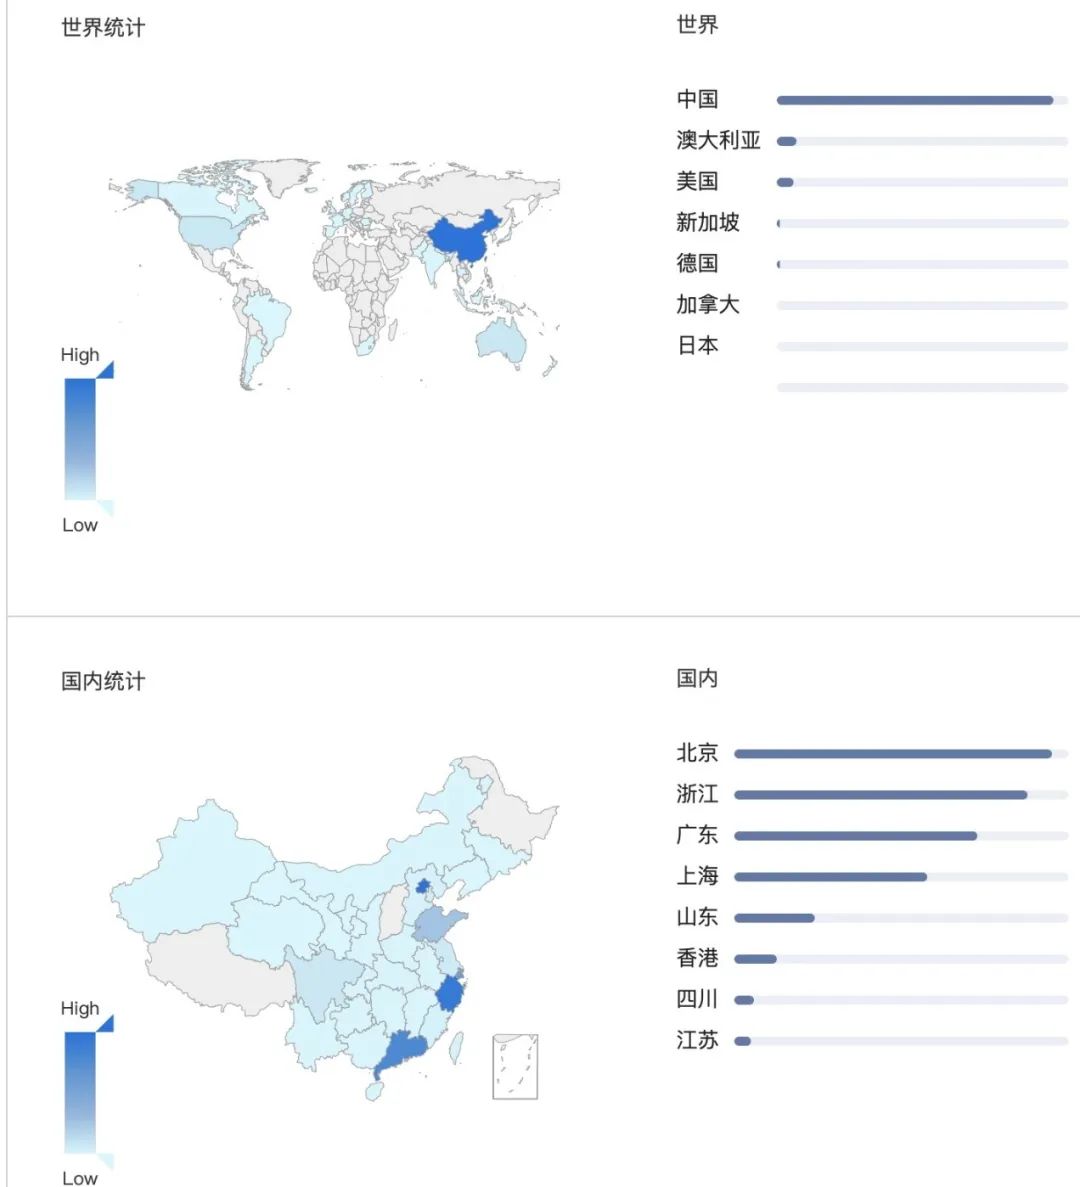 世界统计
世界
中国
澳大利亚
美国
新加坡
德国
加拿大
日本
High
Low
国内统计
国内
北京
浙江
广东
上海
山东
香港
四川
江苏
High
Low